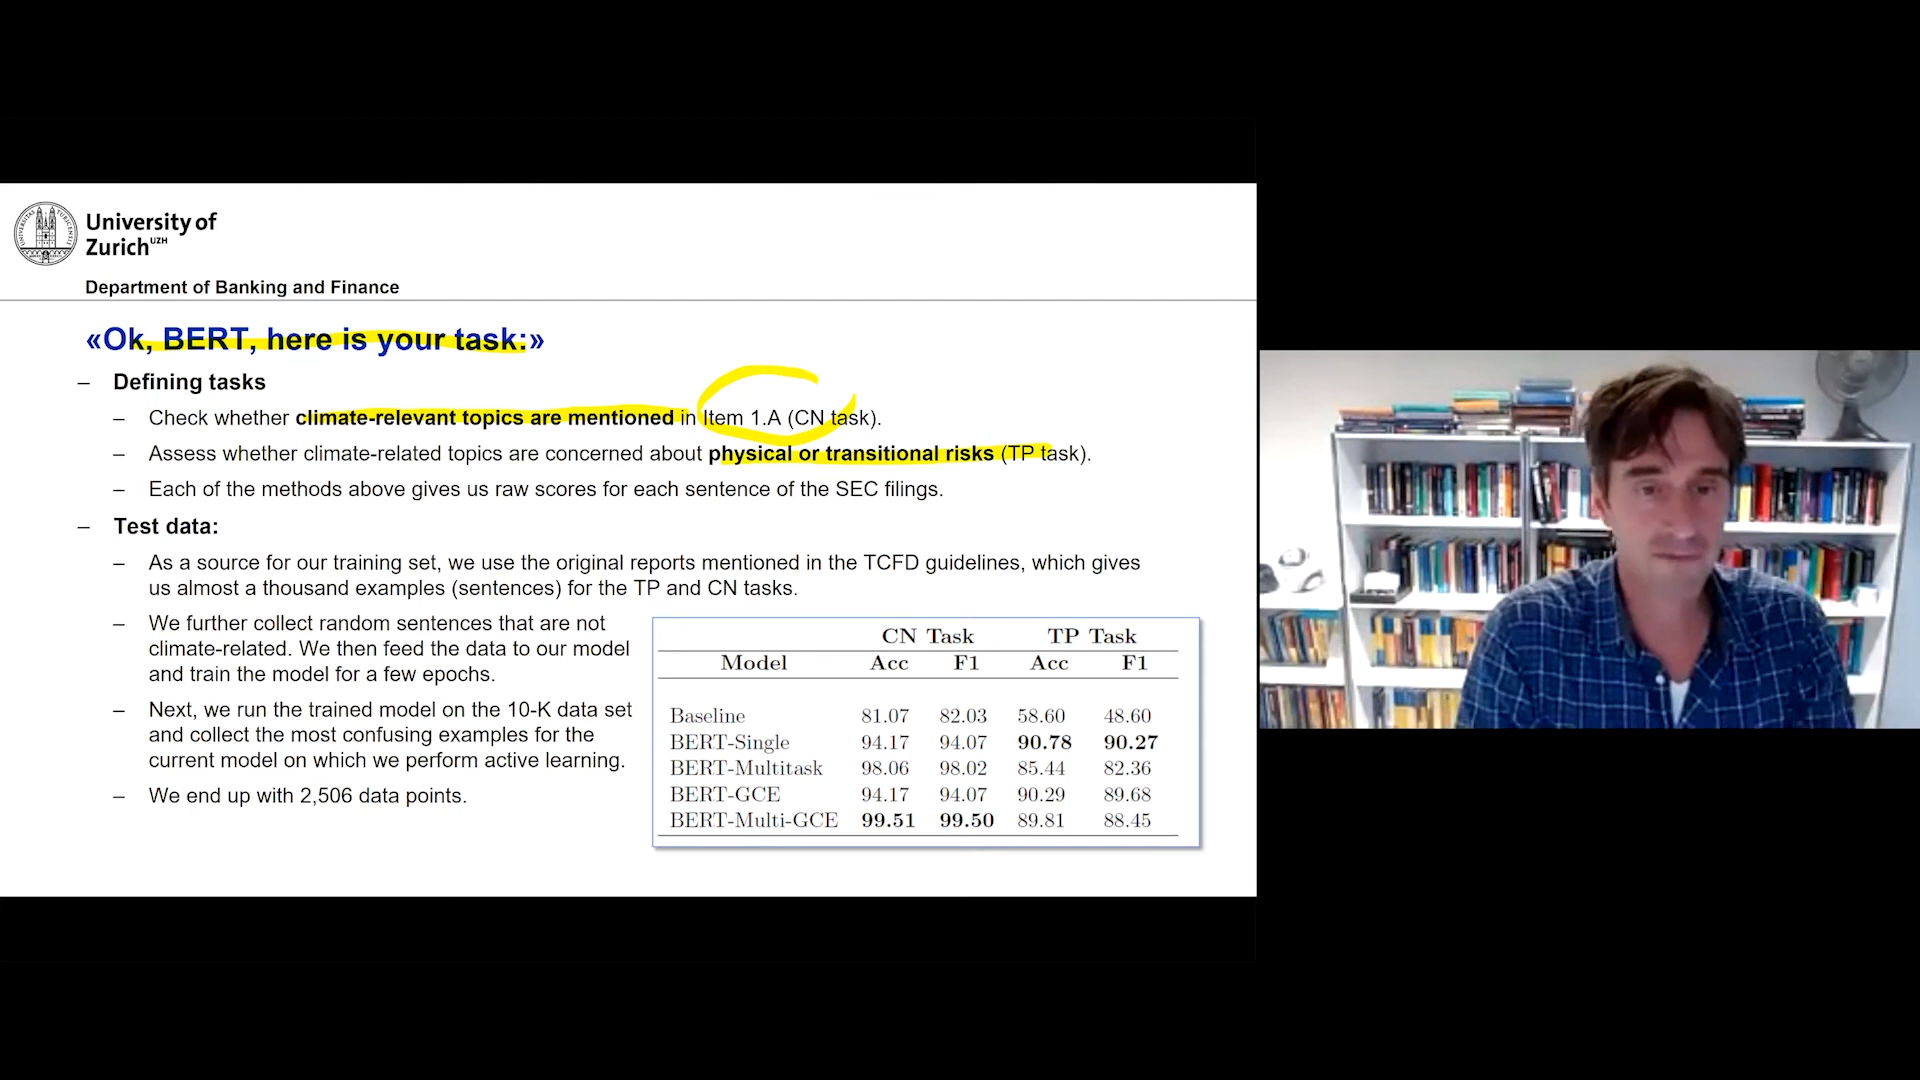 University of
Zurich UZH
Department of Banking and Finance
«Ok, BERT, here is your task:»
– Defining tasks
– Check whether climate-relevant topics are mentioned in Item 1.A (CN task).
– Assess whether climate-related topics are concerned about physical or transitional risks (TP task).
– Each of the methods above gives us raw scores for each sentence of the SEC filings.
– Test data:
– As a source for our training set, we use the original reports mentioned in the TCFD guidelines, which gives
us almost a thousand examples (sentences) for the TP and CN tasks.
– We further collect random sentences that are not
climate-related. We then feed the data to our model
and train the model for a few epochs.
– Next, we run the trained model on the 10-K data set
and collect the most confusing examples for the
current model on which we perform active learning.
– We end up with 2,506 data points.
CN Task TP Task
Model Acc F1 Acc F1
Baseline 81.07 82.03 58.60 48.60
BERT-Single 94.17 94.07 90.78 90.27
BERT-Multitask 98.06 98.02 85.44 82.36
BERT-GCE 94.17 94.07 90.29 89.68
BERT-Multi-GCE 99.51 99.50 89.81 88.45